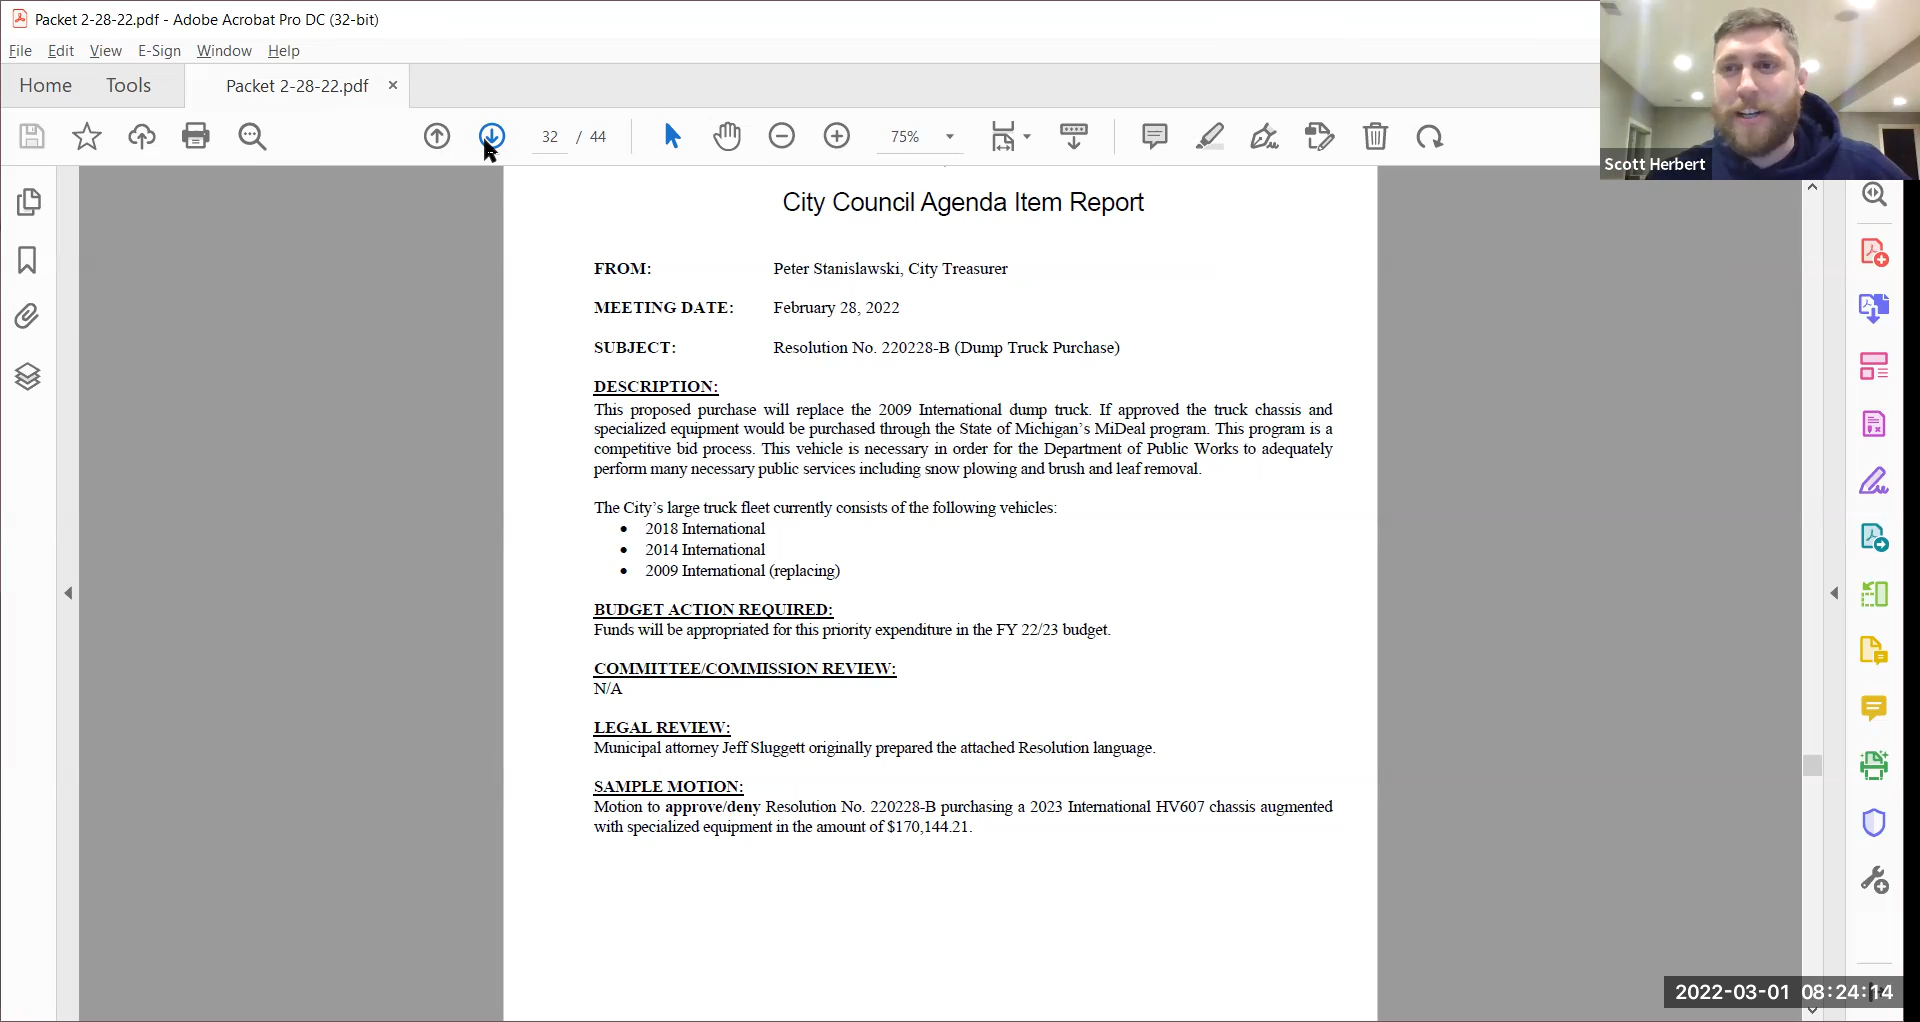 Packet 2-28-22.pdf - Adobe Acrobat Pro DC (32-bit)
File Edit View E-Sign Window Help
Home Tools Packet 2-28-22.pdf ×
32 / 44 75%
Scott Herbert
City Council Agenda Item Report
FROM: Peter Stanislawski, City Treasurer
MEETING DATE: February 28, 2022
SUBJECT: Resolution No. 220228-B (Dump Truck Purchase)
DESCRIPTION:
This proposed purchase will replace the 2009 International dump truck. If approved the truck chassis and
specialized equipment would be purchased through the State of Michigan's MiDeal program. This program is a
competitive bid process. This vehicle is necessary in order for the Department of Public Works to adequately
perform many necessary public services including snow plowing and brush and leaf removal.
The City's large truck fleet currently consists of the following vehicles:
• 2018 International
• 2014 International
• 2009 International (replacing)
BUDGET ACTION REQUIRED:
Funds will be appropriated for this priority expenditure in the FY 22/23 budget.
COMMITTEE/COMMISSION REVIEW:
N/A
LEGAL REVIEW:
Municipal attorney Jeff Sluggett originally prepared the attached Resolution language.
SAMPLE MOTION:
Motion to approve/deny Resolution No. 220228-B purchasing a 2023 International HV607 chassis augmented
with specialized equipment in the amount of $170,144.21.
2022-03-01 08:24:14